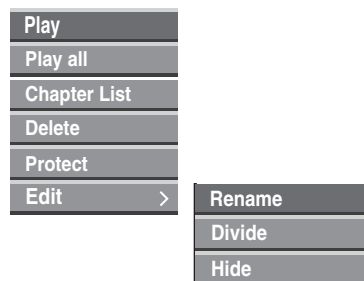 Play
Play all
Chapter List
Delete
Protect
Edit >
Rename
Divide
Hide